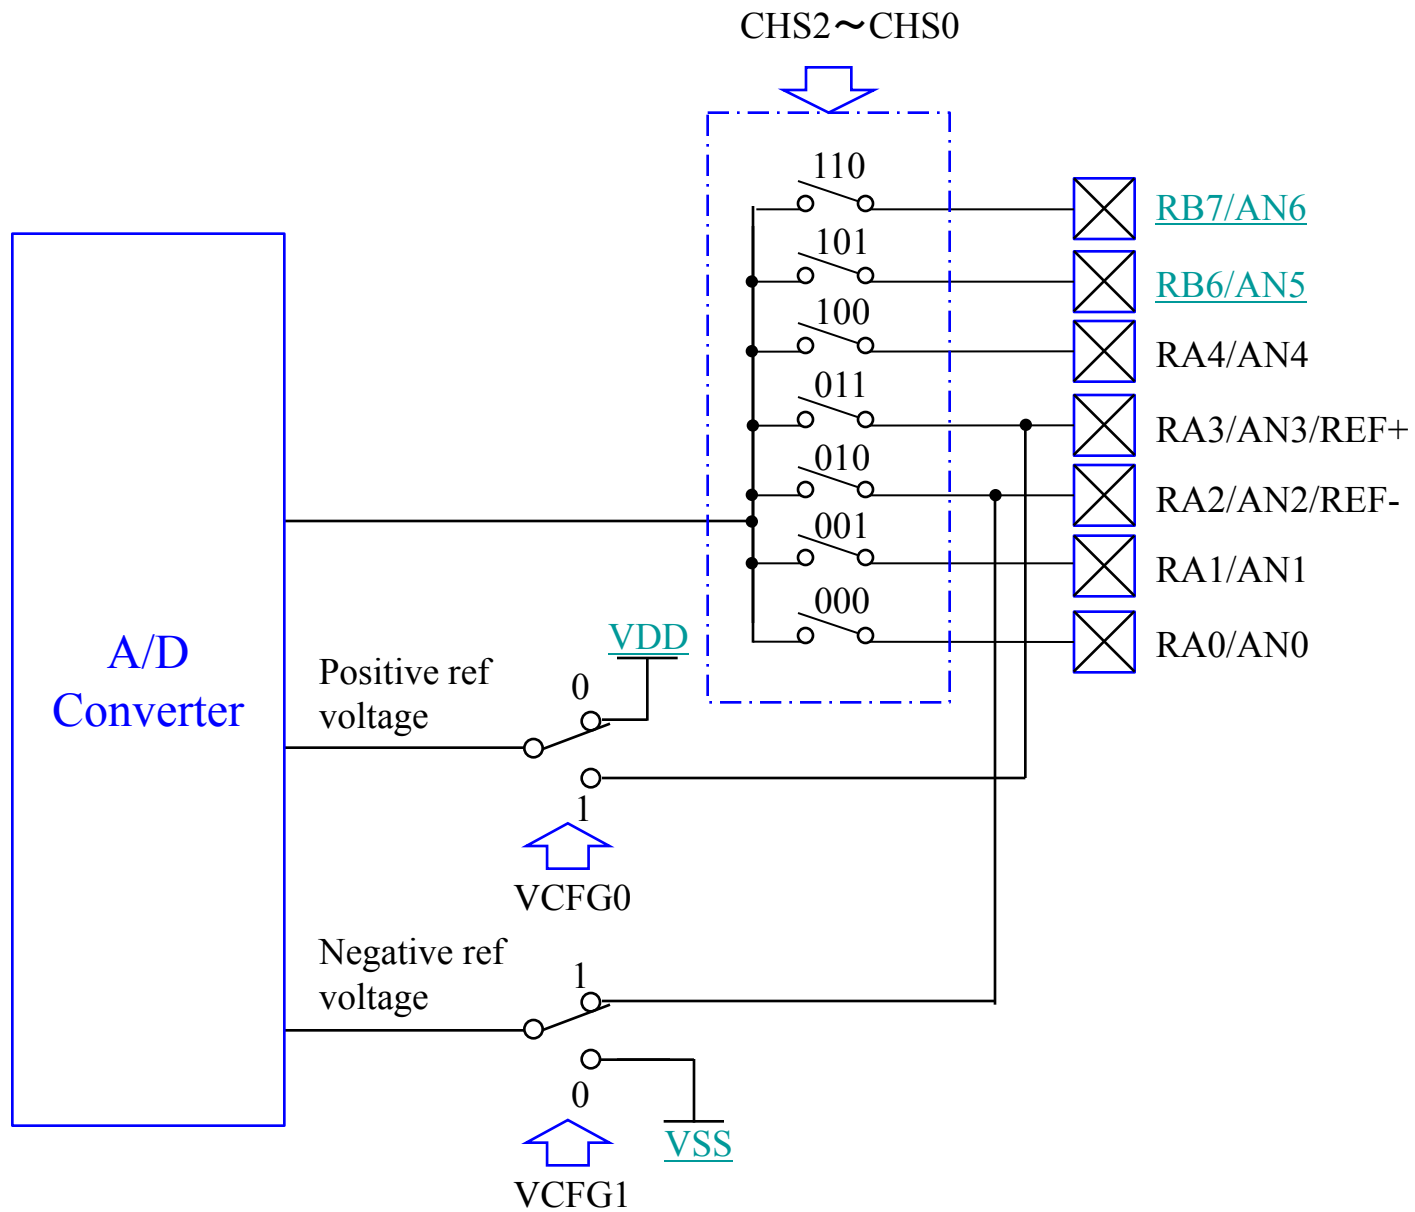 CHS2～CHS0
110
RB7/AN6
101
RB6/AN5
100
RA4/AN4
011
RA3/AN3/REF+
010
RA2/AN2/REF-
001
RA1/AN1
000
RA0/AN0
A/D
Converter
VDD
Positive ref
voltage
0
1
VCFG0
Negative ref
voltage
1
0
VSS
VCFG1